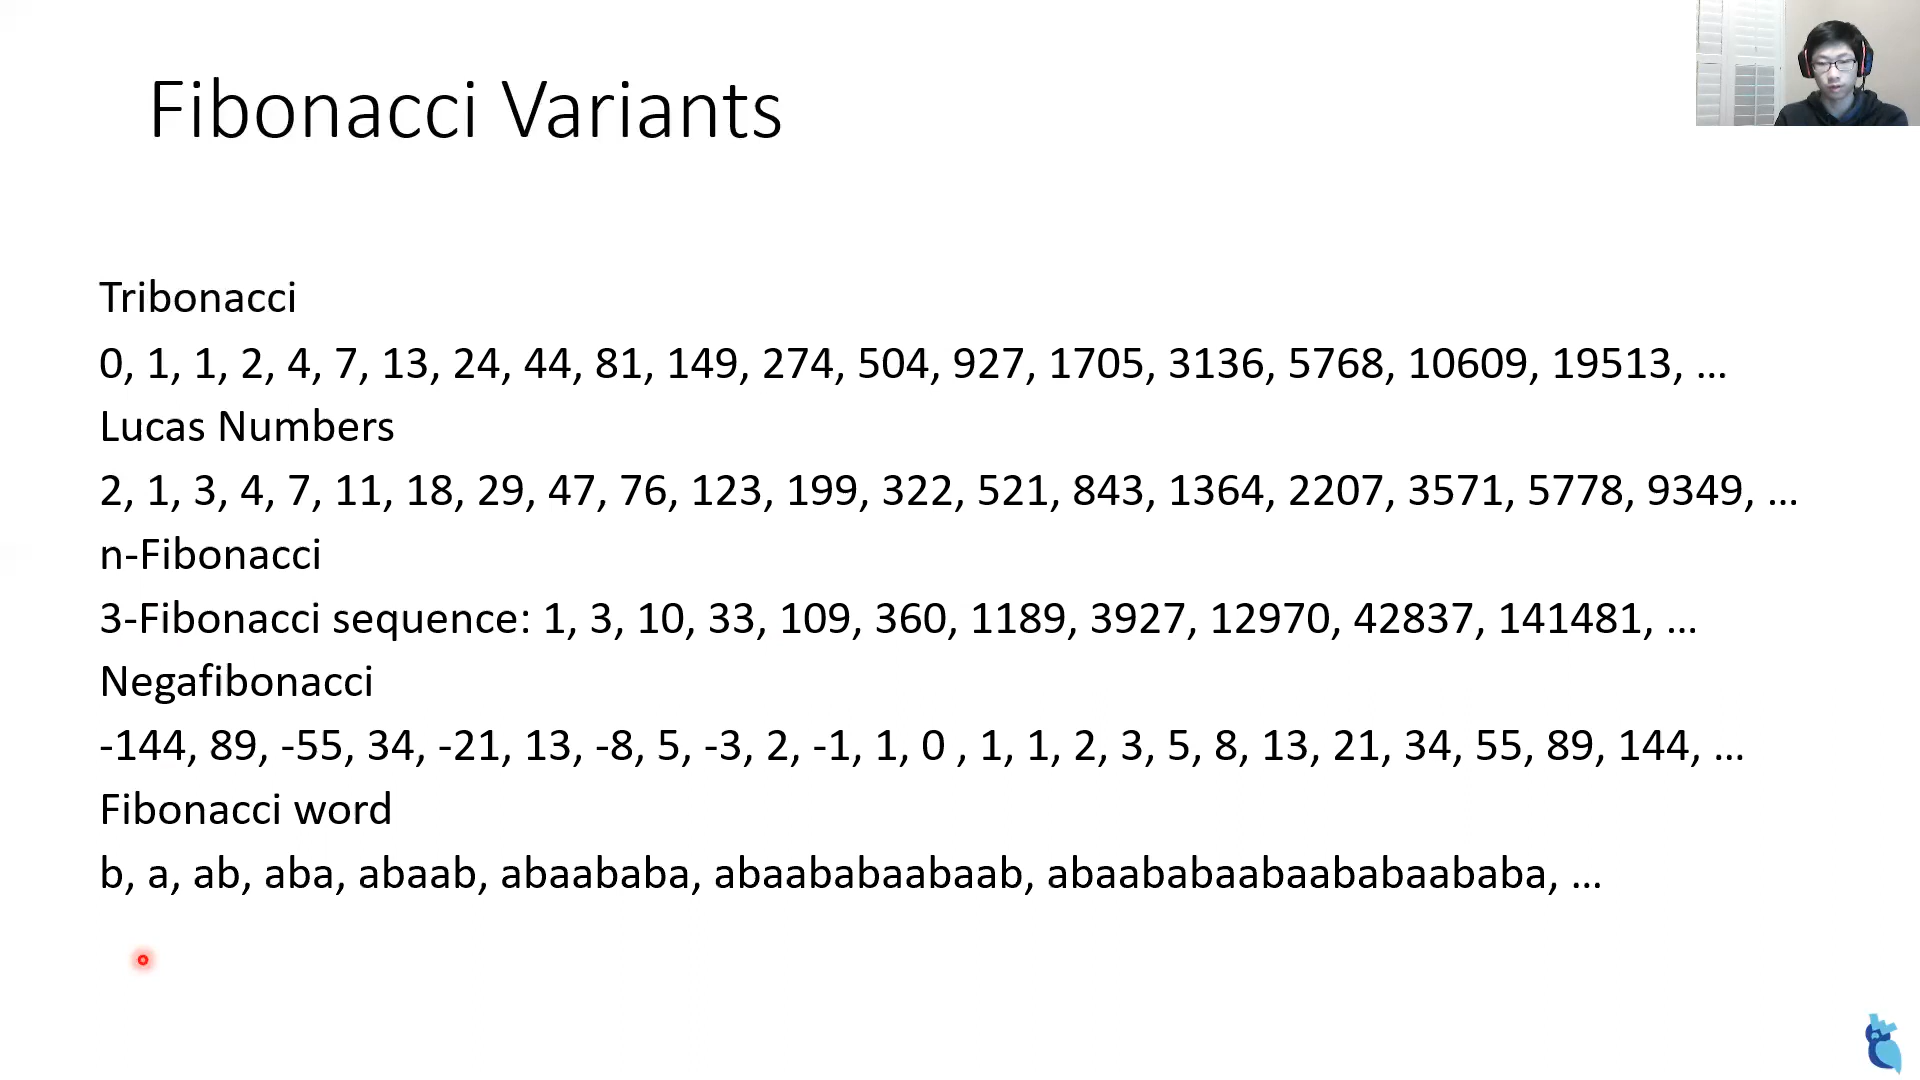 Fibonacci Variants
Tribonacci
0, 1, 1, 2, 4, 7, 13, 24, 44, 81, 149, 274, 504, 927, 1705, 3136, 5768, 10609, 19513, ...
Lucas Numbers
2, 1, 3, 4, 7, 11, 18, 29, 47, 76, 123, 199, 322, 521, 843, 1364, 2207, 3571, 5778, 9349, ...
n-Fibonacci
3-Fibonacci sequence: 1, 3, 10, 33, 109, 360, 1189, 3927, 12970, 42837, 141481, ...
Negafibonacci
-144, 89, -55, 34, -21, 13, -8, 5, -3, 2, -1, 1, 0 , 1, 1, 2, 3, 5, 8, 13, 21, 34, 55, 89, 144, ...
Fibonacci word
b, a, ab, aba, abaab, abaababa, abaababaabaab, abaababaabaababaababa, ...